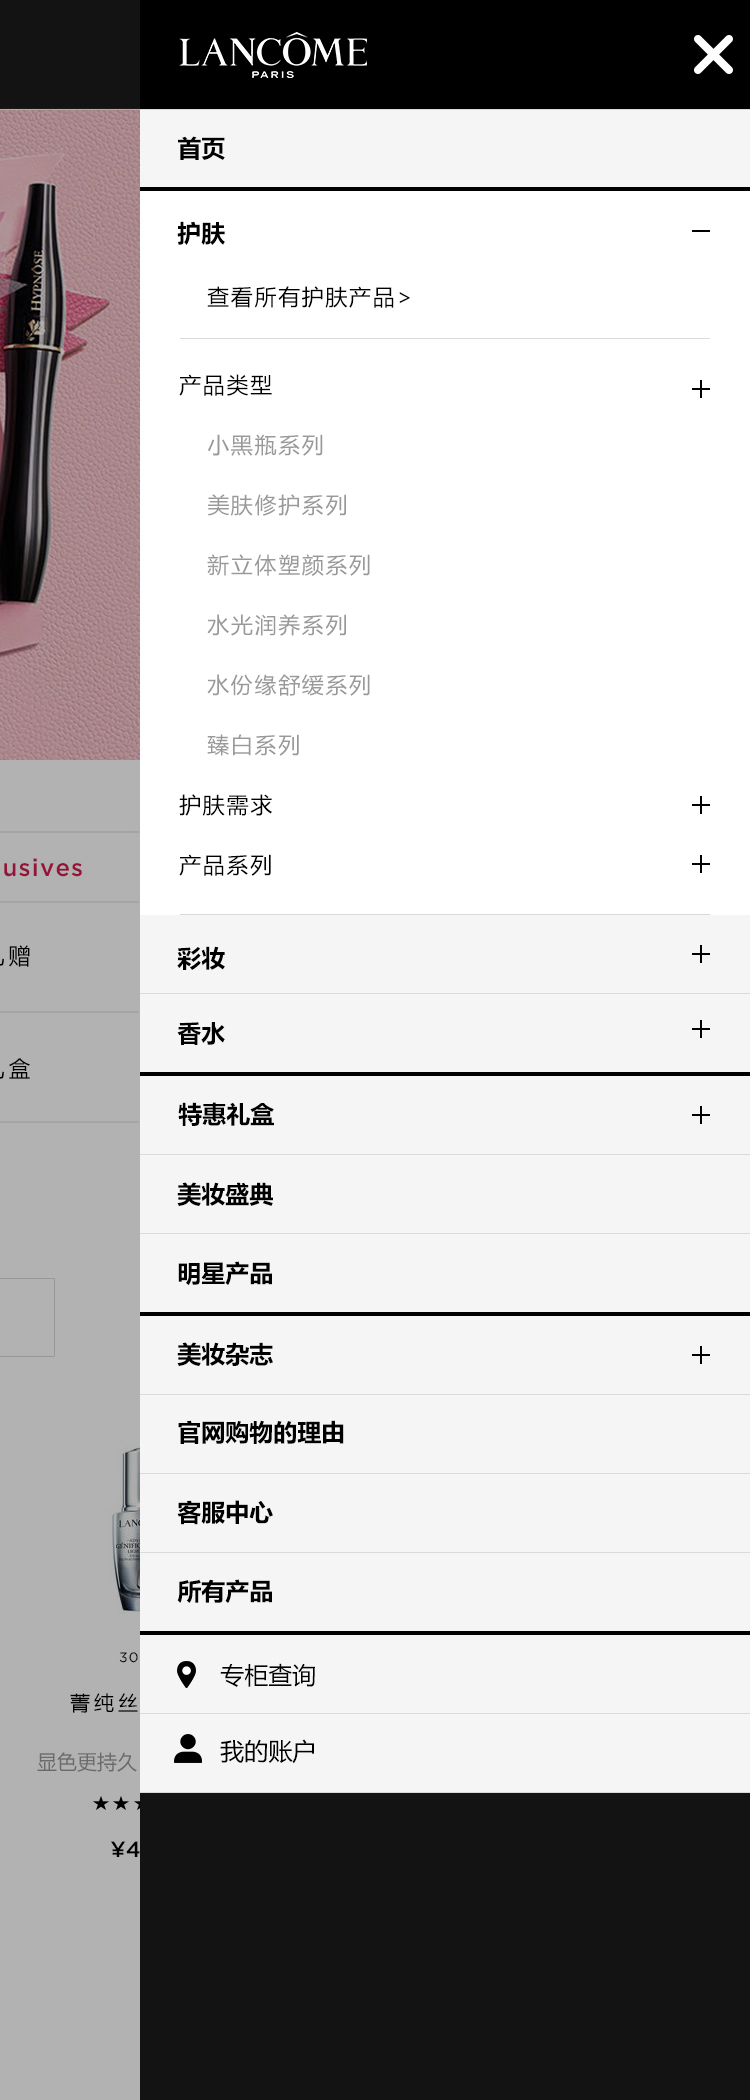 LANCÔME
PARIS
首页
护肤
查看所有护肤产品>
产品类型
小黑瓶系列
美肤修护系列
新立体塑颜系列
水光润养系列
水份缘舒缓系列
臻白系列
护肤需求
产品系列
彩妆
香水
特惠礼盒
美妆盛典
明星产品
美妆杂志
官网购物的理由
客服中心
所有产品
专柜查询
我的账户
HYPNÔSE
usives
赠
盒
LANC
GÉNIFIC
30
菁纯丝
显色更持久
¥4